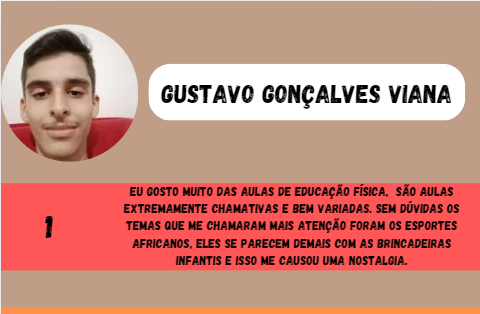 GUSTAVO GONÇALVES VIANA
1
EU GOSTO MUITO DAS AULAS DE EDUCAÇÃO FÍSICA, SÃO AULAS
EXTREMAMENTE CHAMATIVAS E BEM VARIADAS. SEM DÚVIDAS OS
TEMAS QUE ME CHAMARAM MAIS ATENÇÃO FORAM OS ESPORTES
AFRICANOS, ELES SE PARECEM DEMAIS COM AS BRINCADEIRAS
INFANTIS E ISSO ME CAUSOU UMA NOSTALGIA.